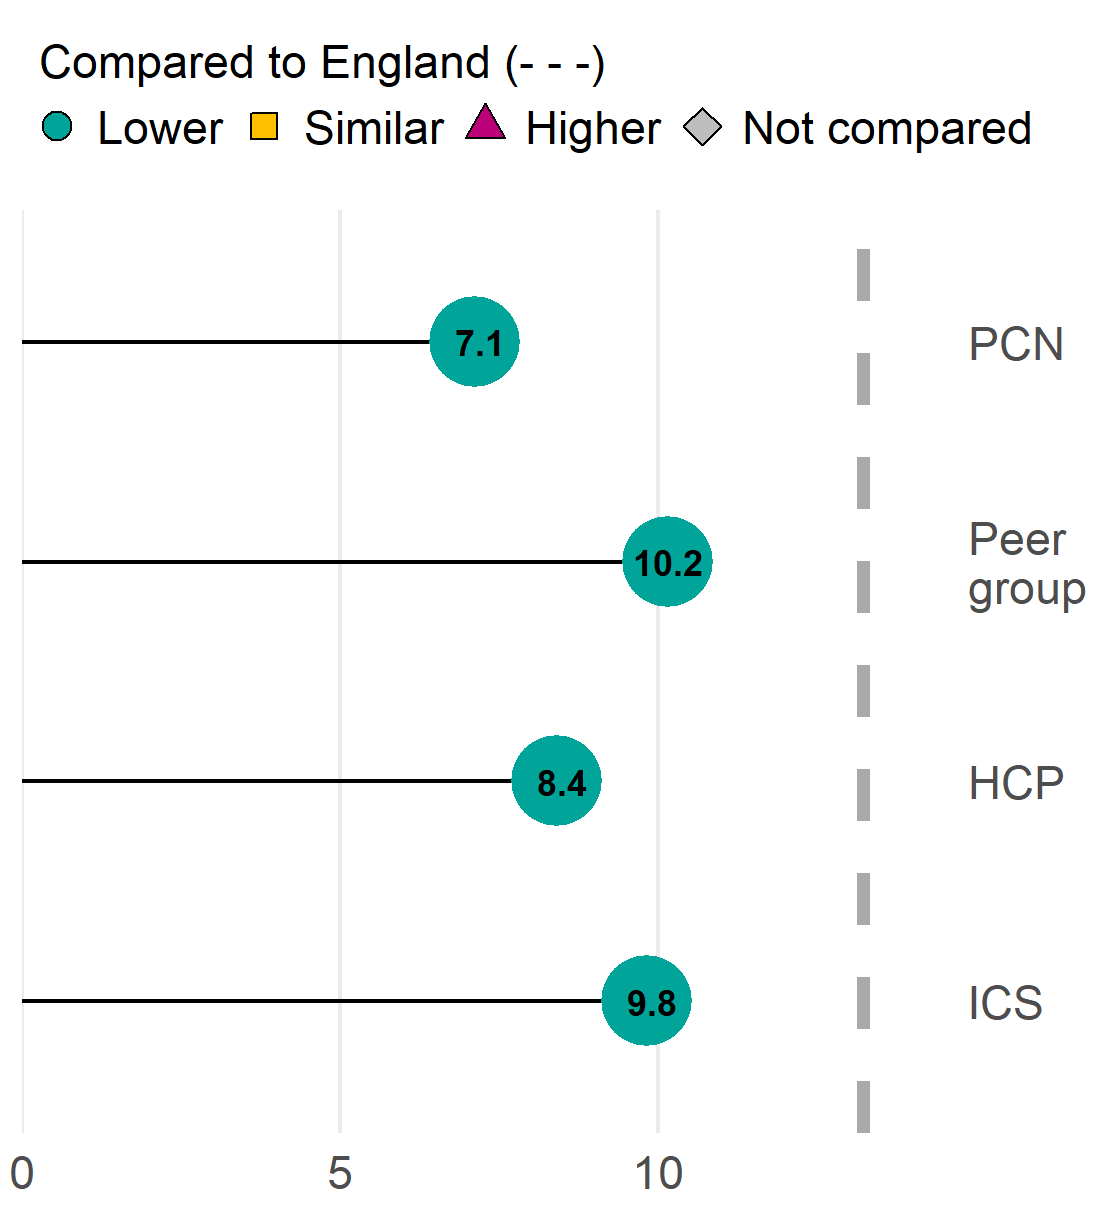 Compared to England (- - -)
Lower Similar Higher Not compared
7.1 PCN
10.2 Peer
group
8.4 HCP
9.8 ICS
0 5 10